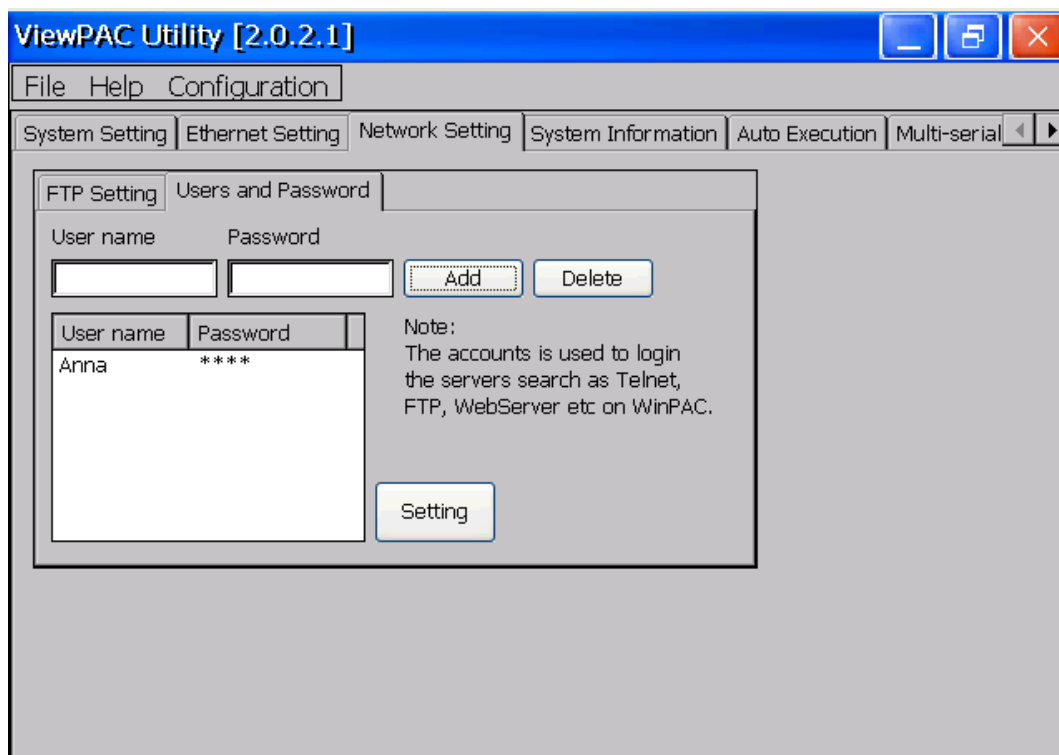 ViewPAC Utility [2.0.2.1]
File Help Configuration
System Setting Ethernet Setting Network Setting System Information Auto Execution Multi-serial
FTP Setting Users and Password
User name Password
Add Delete
User name Password
Anna ****
Note:
The accounts is used to login
the servers search as Telnet,
FTP, WebServer etc on WinPAC.
Setting